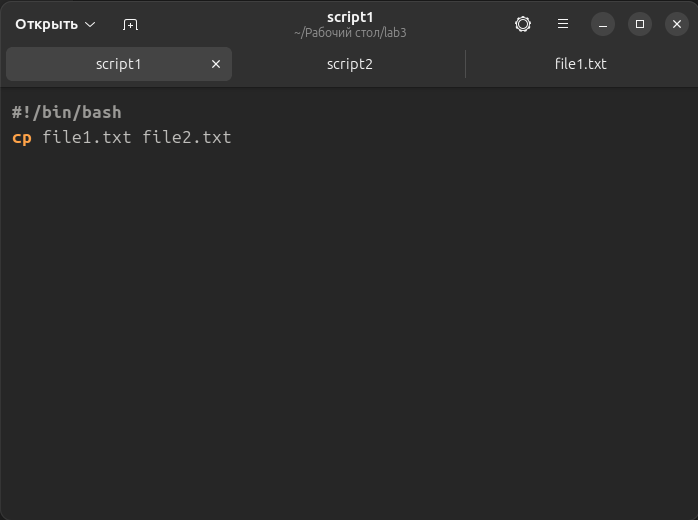 Открыть
script1
~/Рабочий стол/lab3
script1
script2
file1.txt
#!/bin/bash
cp file1.txt file2.txt